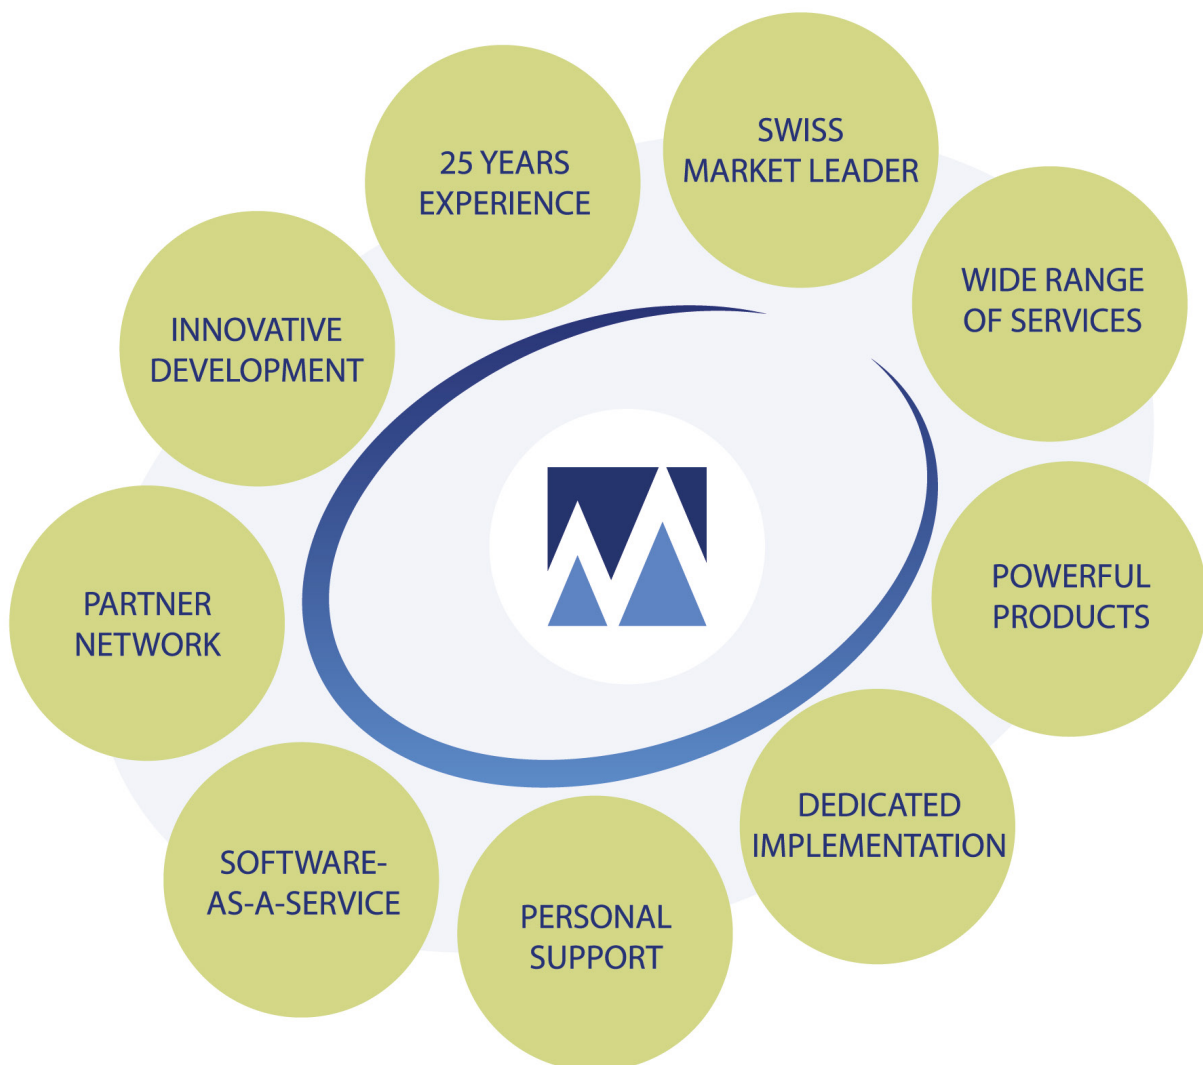 SWISS
MARKET LEADER
25 YEARS
EXPERIENCE
WIDE RANGE
OF SERVICES
INNOVATIVE
DEVELOPMENT
POWERFUL
PRODUCTS
PARTNER
NETWORK
DEDICATED
IMPLEMENTATION
SOFTWARE-
AS-A-SERVICE
PERSONAL
SUPPORT